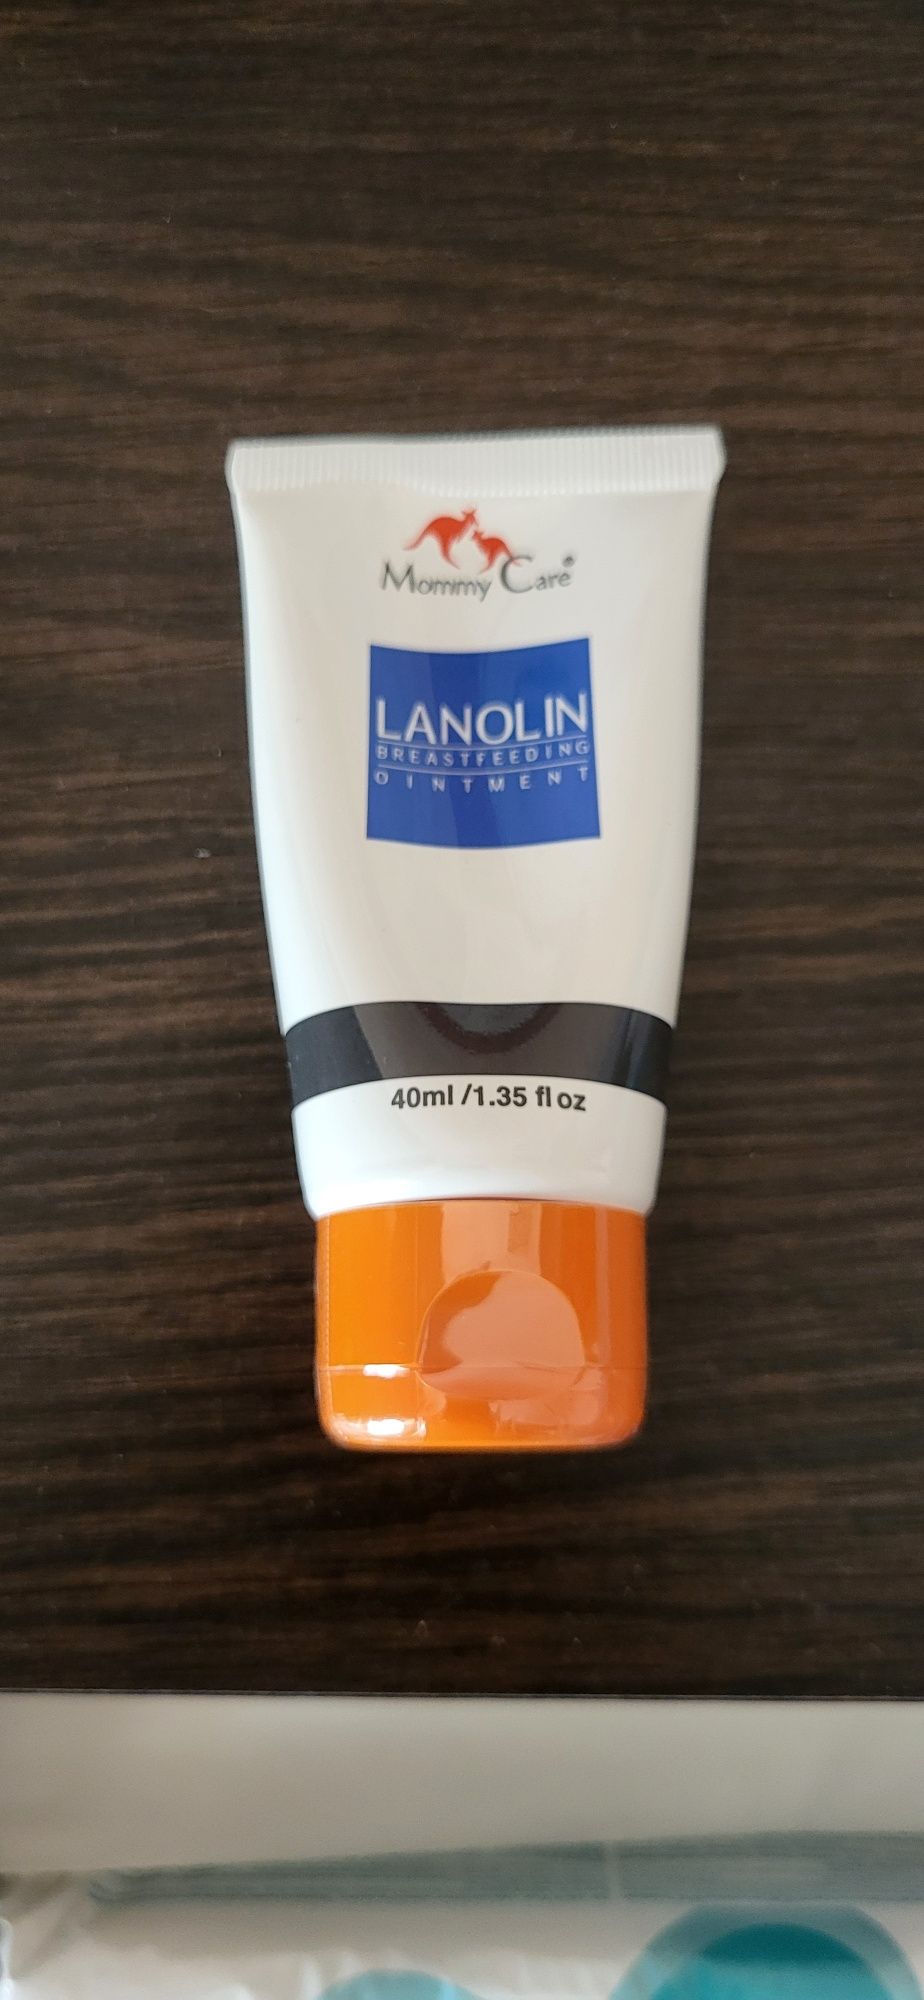 Mommy Care
LANOLIN
BREASTFEEDING
OINTMENT
40ml /1.35 fl oz